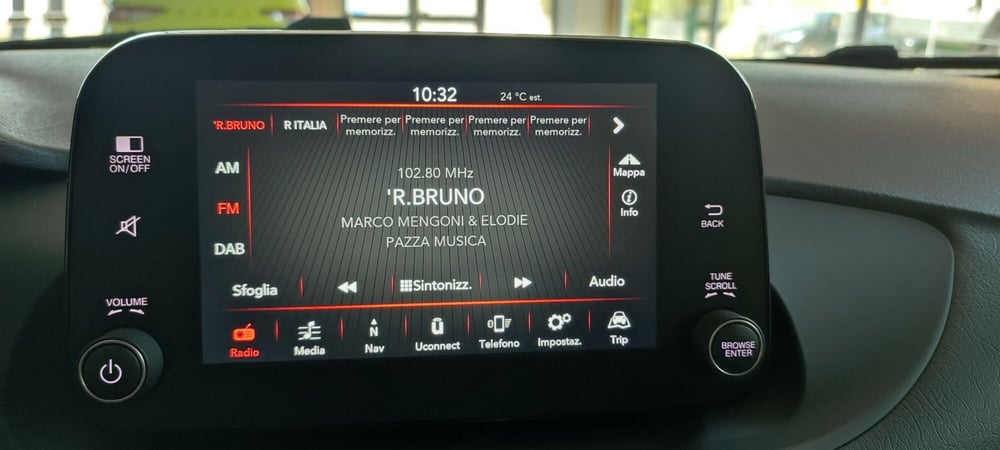 10:32 24 °C est.
'R.BRUNO R ITALIA Premere per memorizz. Premere per memorizz. Premere per memorizz. Premere per memorizz.
SCREEN
ON/OFF
AM
FM
DAB
102.80 MHz
'R.BRUNO
MARCO MENGONI & ELODIE
PAZZA MUSICA
Mappa
Info
BACK
Sfoglia Sintonizz. Audio
VOLUME
TUNE
SCROLL
Radio Media N Nav Uconnect Telefono Impostaz. Trip
BROWSE
ENTER